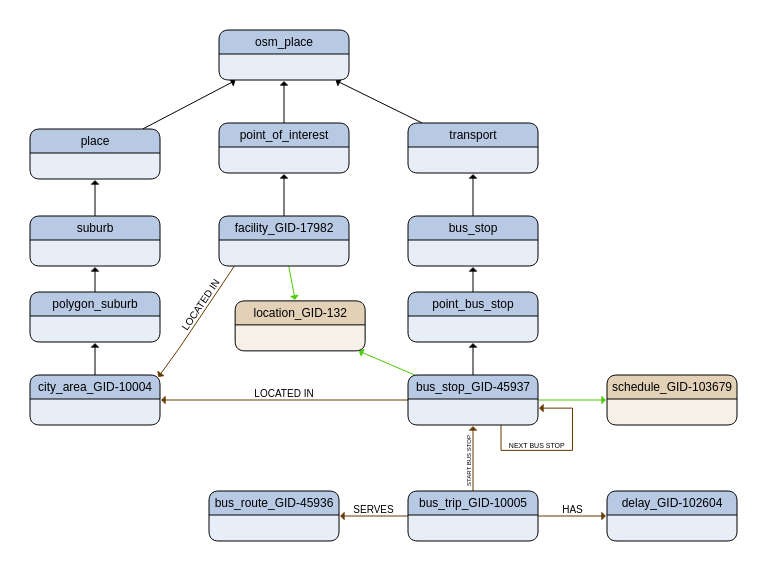 osm_place
place
point_of_interest
transport
suburb
facility_GID-17982
bus_stop
LOCATED IN
polygon_suburb
location_GID-132
point_bus_stop
city_area_GID-10004
LOCATED IN
bus_stop_GID-45937
schedule_GID-103679
START BUS STOP
NEXT BUS STOP
bus_route_GID-45936
SERVES
bus_trip_GID-10005
HAS
delay_GID-102604